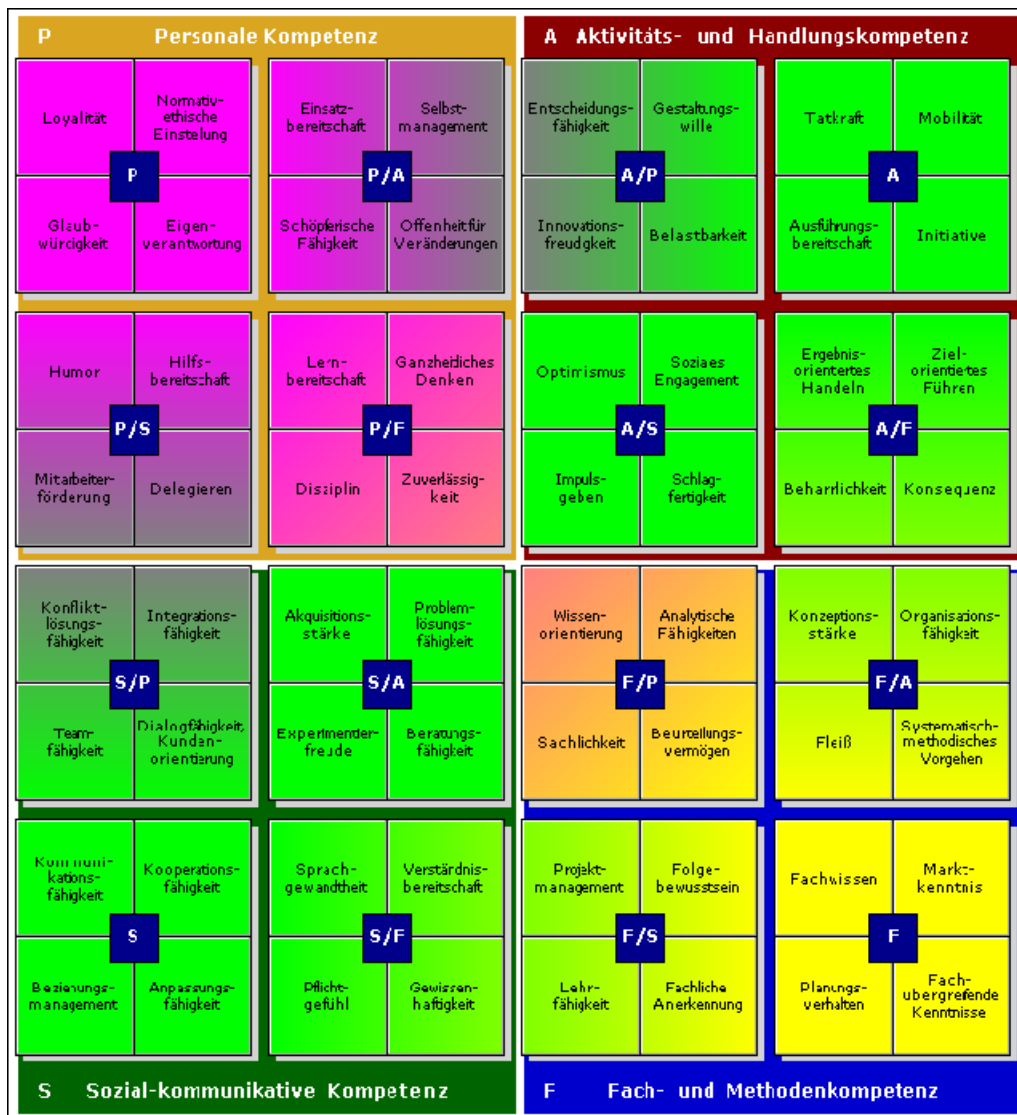 P Personale Kompetenz
Loyalität
Normativ-
ethische
Einstelung
P
Glaub-
würcigkeit
Eigen-
verantwortung
Einsatz-
bereitschaft
Selbst-
management
P/A
Schöpferische
Fähigkeit
Offenheit für
Veränderungen
A Aktivitäts- und Handlungskompetenz
Entscheidungs-
fähigkeit
Gestaltungs-
wille
A/P
Innovations-
freudgkeit
Belastbarkeit
Tatkraft
Mobilität
A
Ausführungs-
bereitschaft
Initiative
Humor
Hilfs-
bereitschaft
P/S
Mitarbeiter-
förderung
Delegieren
Lern-
bereitschaft
Ganzheitliches
Denken
P/F
Disziplin
Zuverlässig-
keit
Optimismus
Soziaes
Engagement
A/S
Impuls-
geben
Schlag-
fertigkeit
Ergebnis-
orientertes
Handeln
Ziel-
orientiertes
Führen
A/F
Beharrlichkeit
Konsequenz
Konflikt-
lösungs-
fähigkeit
Integrations-
fähigkeit
S/P
Team-
fähigkeit
Dialogfähigkeit,
Kunden-
orientierung
Akquisitions-
stärke
Problem-
lösungs-
fähigkeit
S/A
Experimentier-
freude
Beratungs-
fähigkeit
Wissen-
orientierung
Analytische
Fähigkeiten
F/P
Sachlichkeit
Beurteilungs-
vermögen
Konzeptions-
stärke
Organisations-
fähigkeit
F/A
Fleiß
Systematisch-
methodisches
Vorgehen
Kommuni-
kations-
fähigkeit
Kooperations-
fähigkeit
S
Beziehungs-
management
Anpassungs-
fähigkeit
Sprach-
gewandtheit
Verständnis-
bereitschaft
S/F
Pflicht-
gefühl
Gewissen-
haftigkeit
Projekt-
management
Folge-
bewusstsein
F/S
Lehr-
fähigkeit
Fachliche
Anerkennung
Fachwissen
Markt-
kenntnis
F
Planungs-
verhalten
Fach-
übergreifende
Kenntnisse
S Sozial-kommunikative Kompetenz
F Fach- und Methodenkompetenz